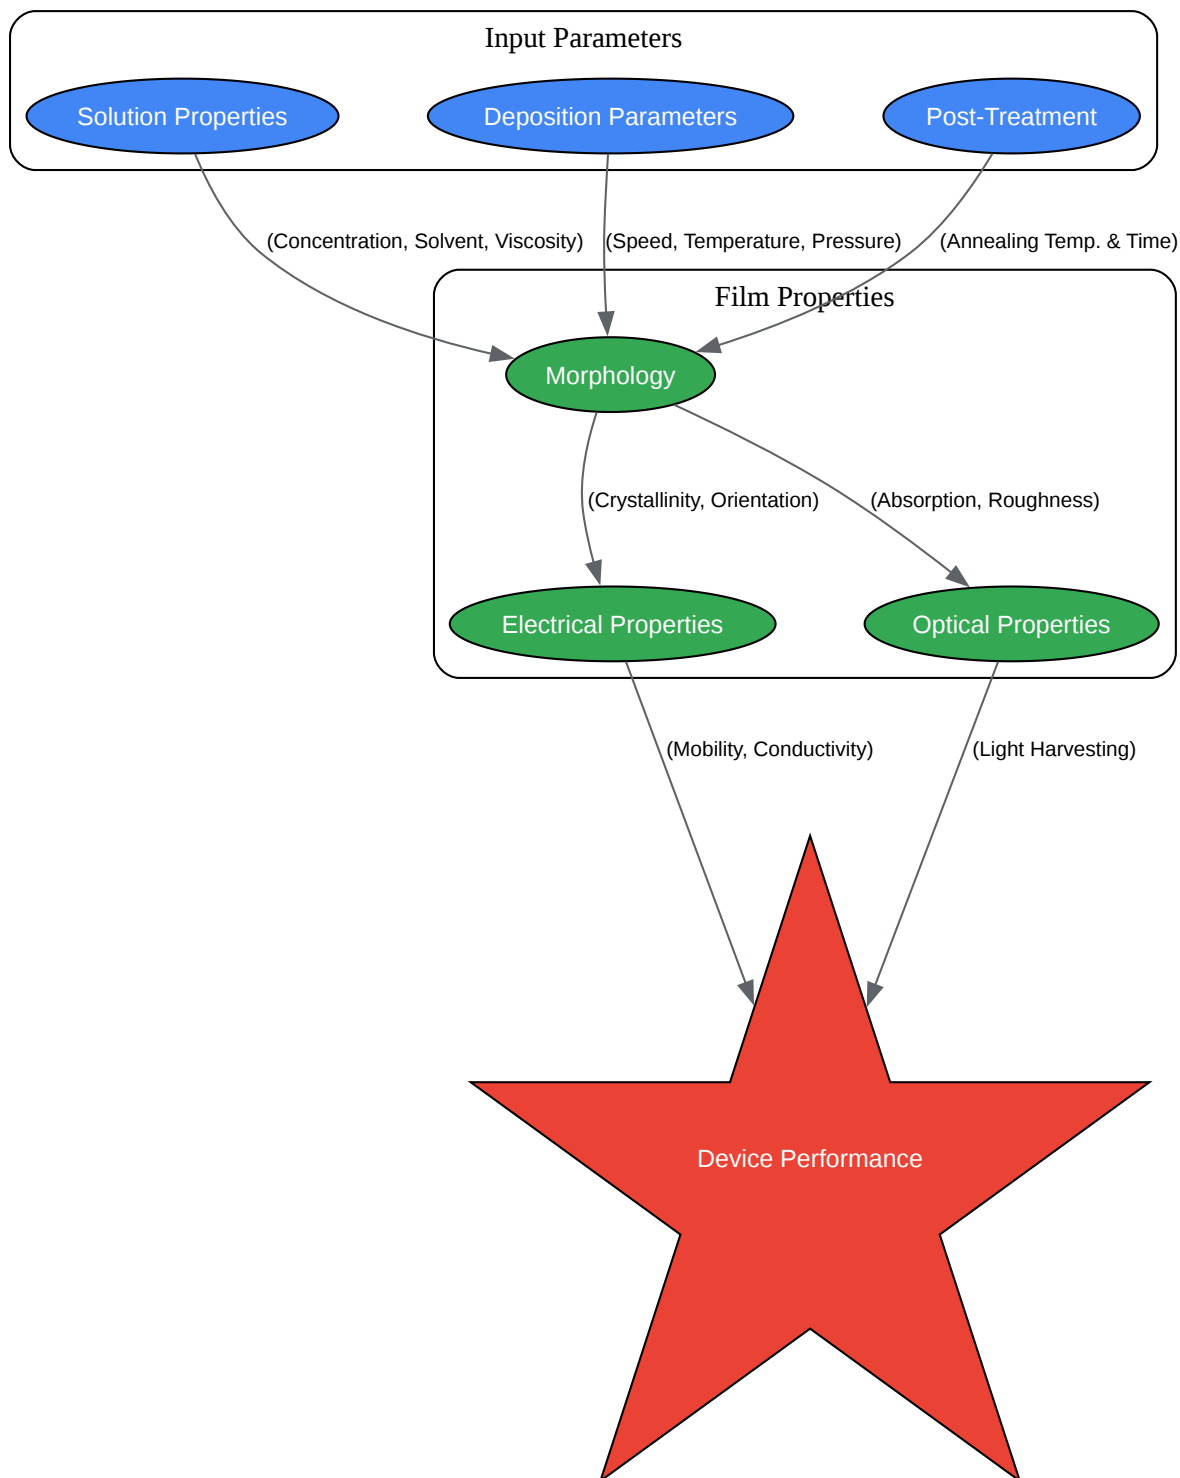 Input Parameters
Solution Properties
Deposition Parameters
Post-Treatment
(Concentration, Solvent, Viscosity)
(Speed, Temperature, Pressure)
(Annealing Temp. & Time)
Film Properties
Morphology
(Crystallinity, Orientation)
(Absorption, Roughness)
Electrical Properties
Optical Properties
(Mobility, Conductivity)
(Light Harvesting)
Device Performance